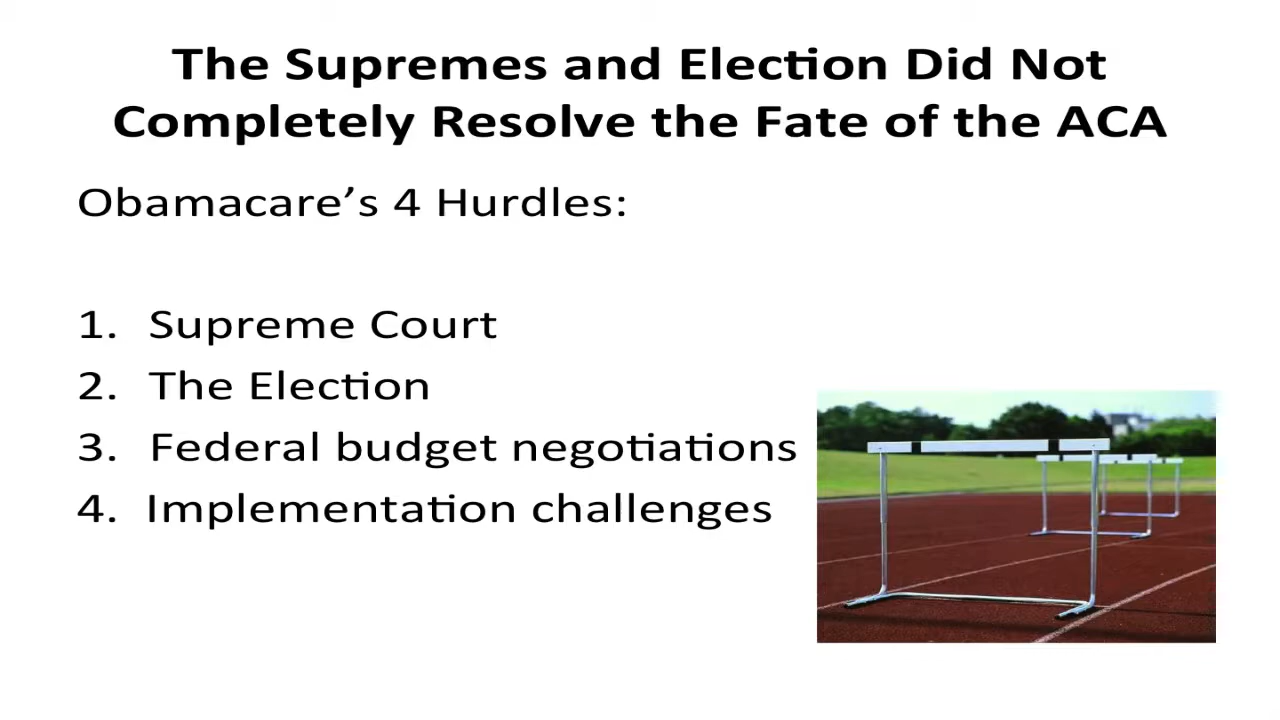 The Supremes and Election Did Not
Completely Resolve the Fate of the ACA
Obamacare’s 4 Hurdles:
1. Supreme Court
2. The Election
3. Federal budget negotiations
4. Implementation challenges